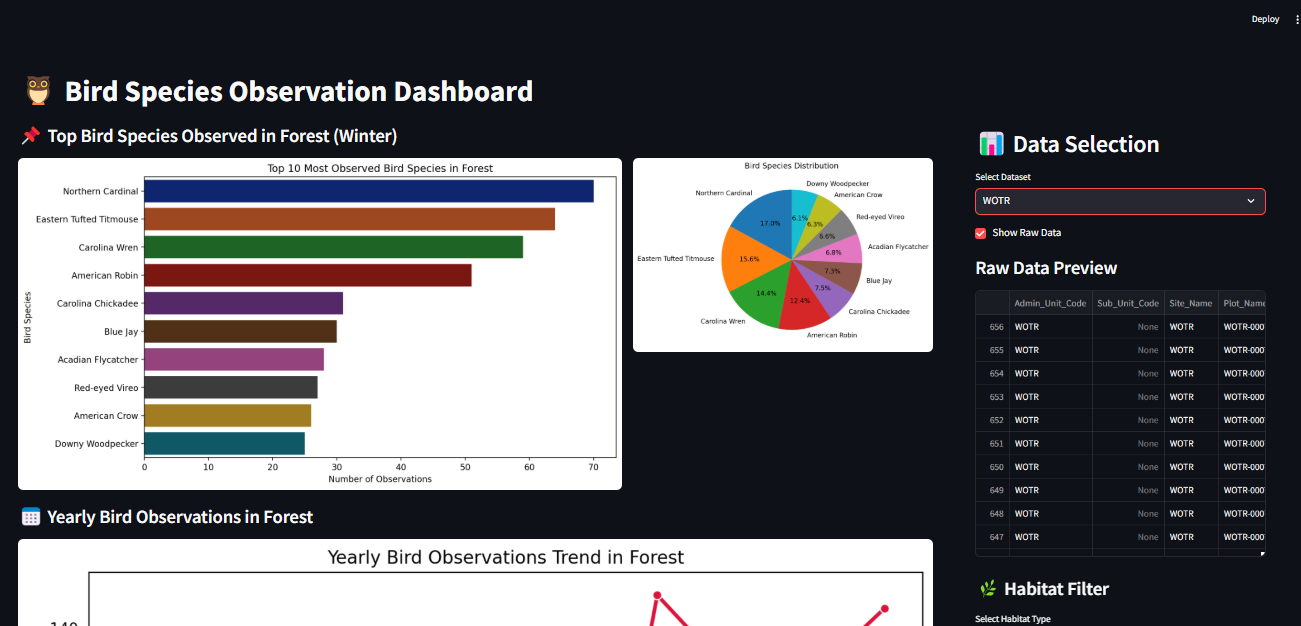 Deploy
Bird Species Observation Dashboard
Top Bird Species Observed in Forest (Winter)
Top 10 Most Observed Bird Species in Forest
Bird Species
Northern Cardinal
Eastern Tufted Titmouse
Carolina Wren
American Robin
Carolina Chickadee
Blue Jay
Acadian Flycatcher
Red-eyed Vireo
American Crow
Downy Woodpecker
0 10 20 30 40 50 60 70
Number of Observations
Bird Species Distribution
Downy Woodpecker
American Crow
Northern Cardinal
Red-eyed Vireo
Acadian Flycatcher
Eastern Tufted Titmouse
Blue Jay
Carolina Chickadee
Carolina Wren
American Robin
6.1%
6.3%
17.0%
6.6%
6.8%
15.6%
7.3%
7.5%
14.4%
12.4%
Yearly Bird Observations in Forest
Yearly Bird Observations Trend in Forest
140
Data Selection
Select Dataset
WOTR
Show Raw Data
Raw Data Preview
Admin_Unit_Code Sub_Unit_Code Site_Name Plot_Name
656 WOTR None WOTR WOTR-000
655 WOTR None WOTR WOTR-000
654 WOTR None WOTR WOTR-000
653 WOTR None WOTR WOTR-000
652 WOTR None WOTR WOTR-000
651 WOTR None WOTR WOTR-000
650 WOTR None WOTR WOTR-000
649 WOTR None WOTR WOTR-000
648 WOTR None WOTR WOTR-000
647 WOTR None WOTR WOTR-000
Habitat Filter
Select Habitat Type